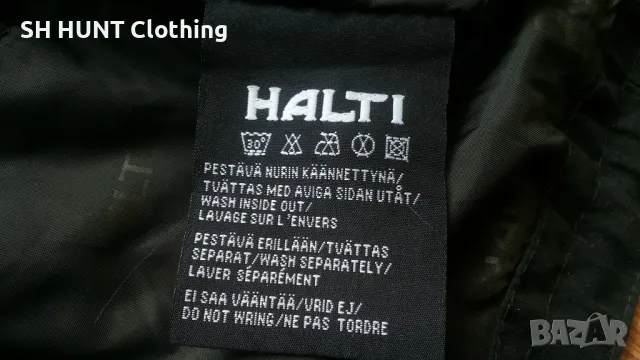 SH HUNT Clothing
HALTI
30°
PESTÄVÄ NURIN KÄÄNNETTYNÄ/
TVÄTTAS MED AVIGA SIDAN UTÅT/
WASH INSIDE OUT/
LAVAGE SUR L'ENVERS
PESTÄVÄ ERILLÄÄN/TVÄTTAS
SEPARAT/WASH SEPARATELY/
LAVER SÉPARÉMENT
EI SAA VÄÄNTÄÄ/VRID EJ/
DO NOT WRING/NE PAS TORDRE
BAZAR